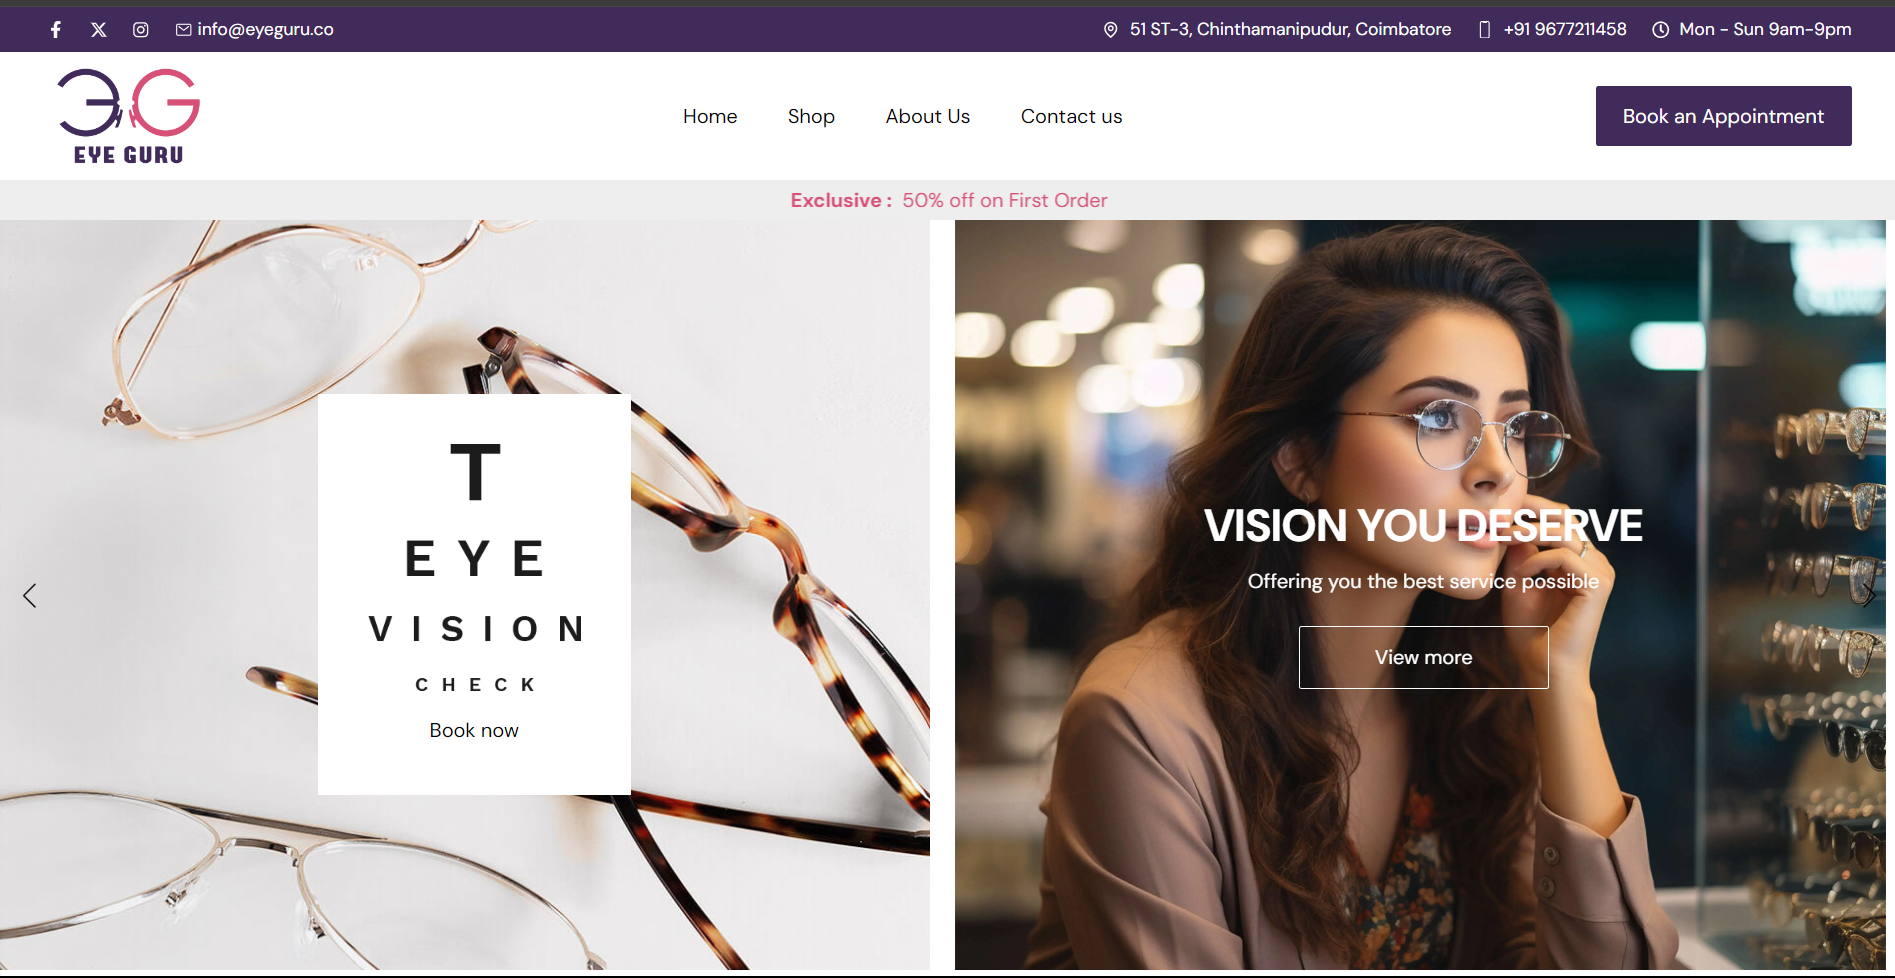 info@eyeguru.co
51 ST-3, Chinthamanipudur, Coimbatore
+91 9677211458
Mon - Sun 9am-9pm
EYE GURU
Home
Shop
About Us
Contact us
Book an Appointment
Exclusive : 50% off on First Order
T
EYE
VISION
CHECK
Book now
VISION YOU DESERVE
Offering you the best service possible
View more